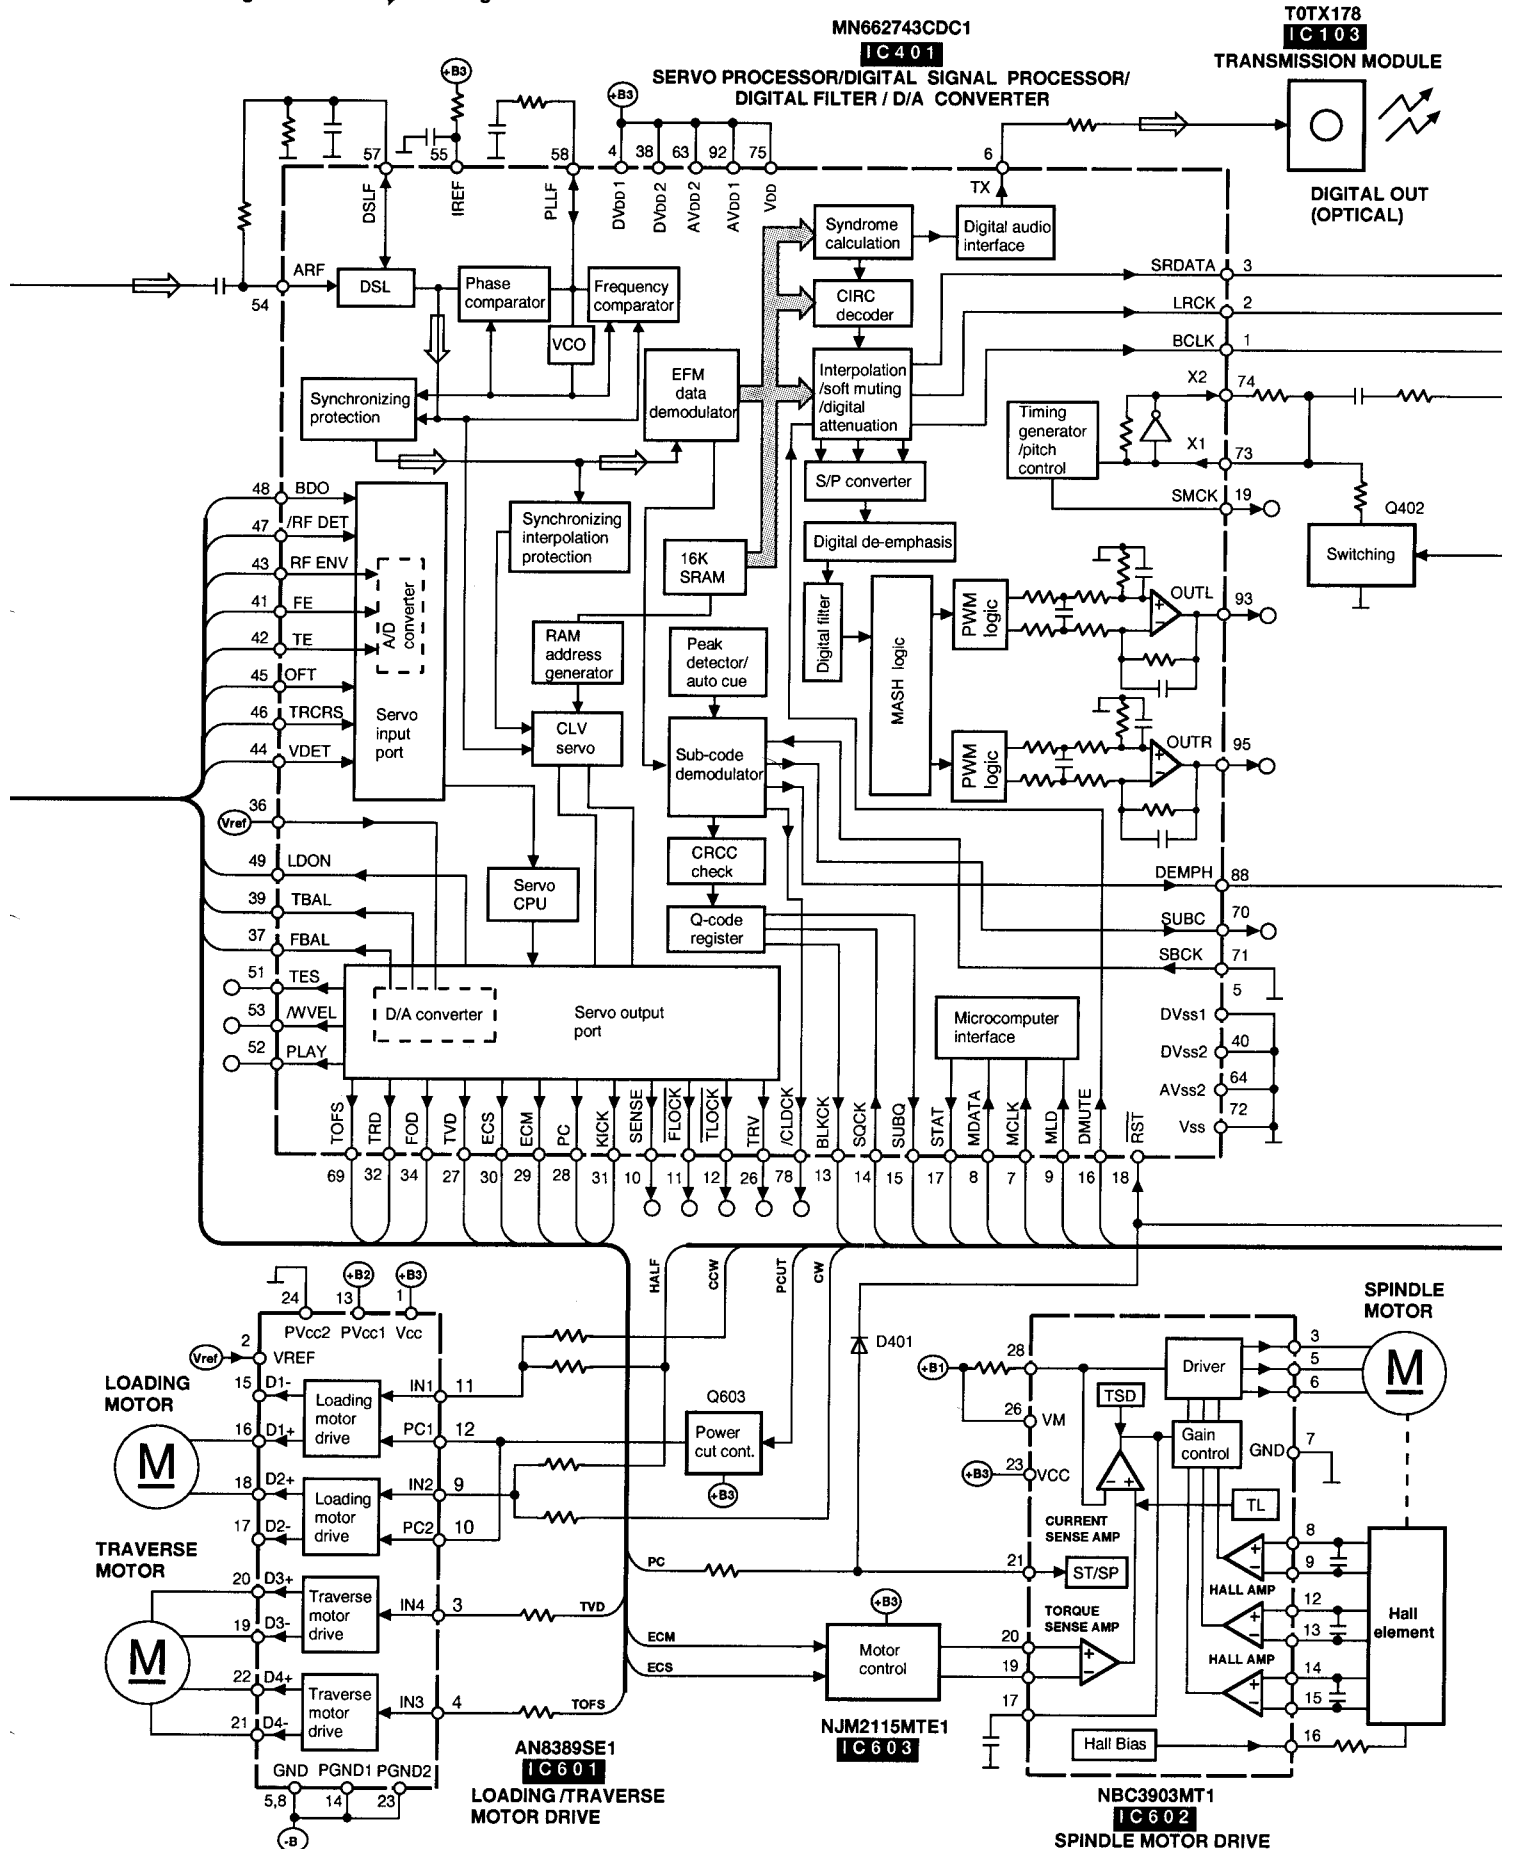 MN662743CDC1
IC401
SERVO PROCESSOR/DIGITAL SIGNAL PROCESSOR/
DIGITAL FILTER / D/A CONVERTER
T0TX178
IC103
TRANSMISSION MODULE
DIGITAL OUT
(OPTICAL)
+B3
+B3
57
55
58
4
38
63
92
75
6
DSLF
IREF
PLLF
DVDD1
DVDD2
AVDD2
AVDD1
VDD
TX
ARF
54
DSL
Phase
comparator
Frequency
comparator
VCO
Syndrome
calculation
Digital audio
interface
CIRC
decoder
Interpolation
/soft muting
/digital
attenuation
EFM
data
demodulator
Synchronizing
protection
Synchronizing
interpolation
protection
16K
SRAM
S/P converter
Digital de-emphasis
Digital filter
MASH logic
PWM
logic
PWM
logic
Timing
generator
/pitch
control
SRDATA 3
LRCK 2
BCLK 1
X2 74
X1 73
SMCK 19
Q402
Switching
OUTL 93
OUTR 95
48 BDO
47 /RF DET
43 RF ENV
41 FE
42 TE
45 OFT
46 TRCRS
44 VDET
A/D
converter
Servo
input
port
RAM
address
generator
CLV
servo
Peak
detector/
auto cue
Sub-code
demodulator
CRCC
check
Q-code
register
Servo
CPU
Vref 36
49 LDON
39 TBAL
37 FBAL
51 TES
53 /WVEL
52 PLAY
D/A converter
Servo output
port
Microcomputer
interface
DEMPH 88
SUBC 70
SBCK 71
5
DVss1
DVss2 40
AVss2 64
72
Vss
TOFS
TRD
FOD
TVD
ECS
ECM
PC
KICK
SENSE
FLOCK
TLOCK
TRV
/CLDCK
BLKCK
SQCK
SUBQ
STAT
MDATA
MCLK
MLD
DMUTE
RST
69
32
34
27
30
29
28
31
10
11
12
26
78
13
14
15
17
8
7
9
16
18
HALF
CCW
PCUT
CW
+B2
+B3
24
13
1
PVcc2 PVcc1 Vcc
2
Vref
VREF
LOADING
MOTOR
M
15 D1-
16 D1+
18 D2+
17 D2-
Loading
motor
drive
Loading
motor
drive
IN1 11
PC1 12
IN2 9
PC2 10
TRAVERSE
MOTOR
M
20 D3+
19 D3-
22 D4+
21 D4-
Traverse
motor
drive
Traverse
motor
drive
IN4 3
IN3 4
GND PGND1 PGND2
5,8
14
23
-B
AN8389SE1
IC601
LOADING /TRAVERSE
MOTOR DRIVE
Q603
Power
cut cont.
+B3
D401
PC
TVD
ECM
ECS
TOFS
+B3
Motor
control
NJM2115MTE1
IC603
+B1
28
26 VM
+B3
23 VCC
TSD
Driver
Gain
control
GND 7
3
5
6
SPINDLE
MOTOR
M
TL
CURRENT
SENSE AMP
21
ST/SP
TORQUE
SENSE AMP
20
19
17
8
9
HALL AMP
12
13
HALL AMP
14
15
Hall
element
Hall Bias
16
NBC3903MT1
IC602
SPINDLE MOTOR DRIVE